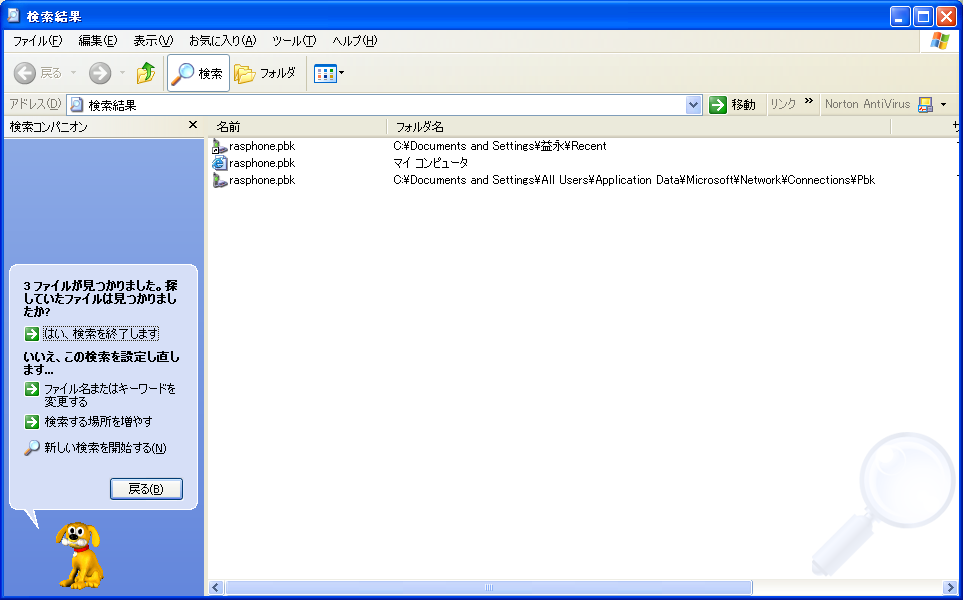 検索結果
ファイル(F) 編集(E) 表示(V) お気に入り(A) ツール(T) ヘルプ(H)
戻る 検索 フォルダ
アドレス(D) 検索結果 移動 リンク » Norton AntiVirus
検索コンパニオン
名前 フォルダ名 サ
rasphone.pbk C:¥Documents and Settings¥益永¥Recent
rasphone.pbk マイ コンピュータ
rasphone.pbk C:¥Documents and Settings¥All Users¥Application Data¥Microsoft¥Network¥Connections¥Pbk
3 ファイルが見つかりました。探
していたファイルは見つかりまし
たか?
はい、検索を終了します
いいえ、この検索を設定し直し
ます...
ファイル名またはキーワードを
変更する
検索する場所を増やす
新しい検索を開始する(N)
戻る(B)